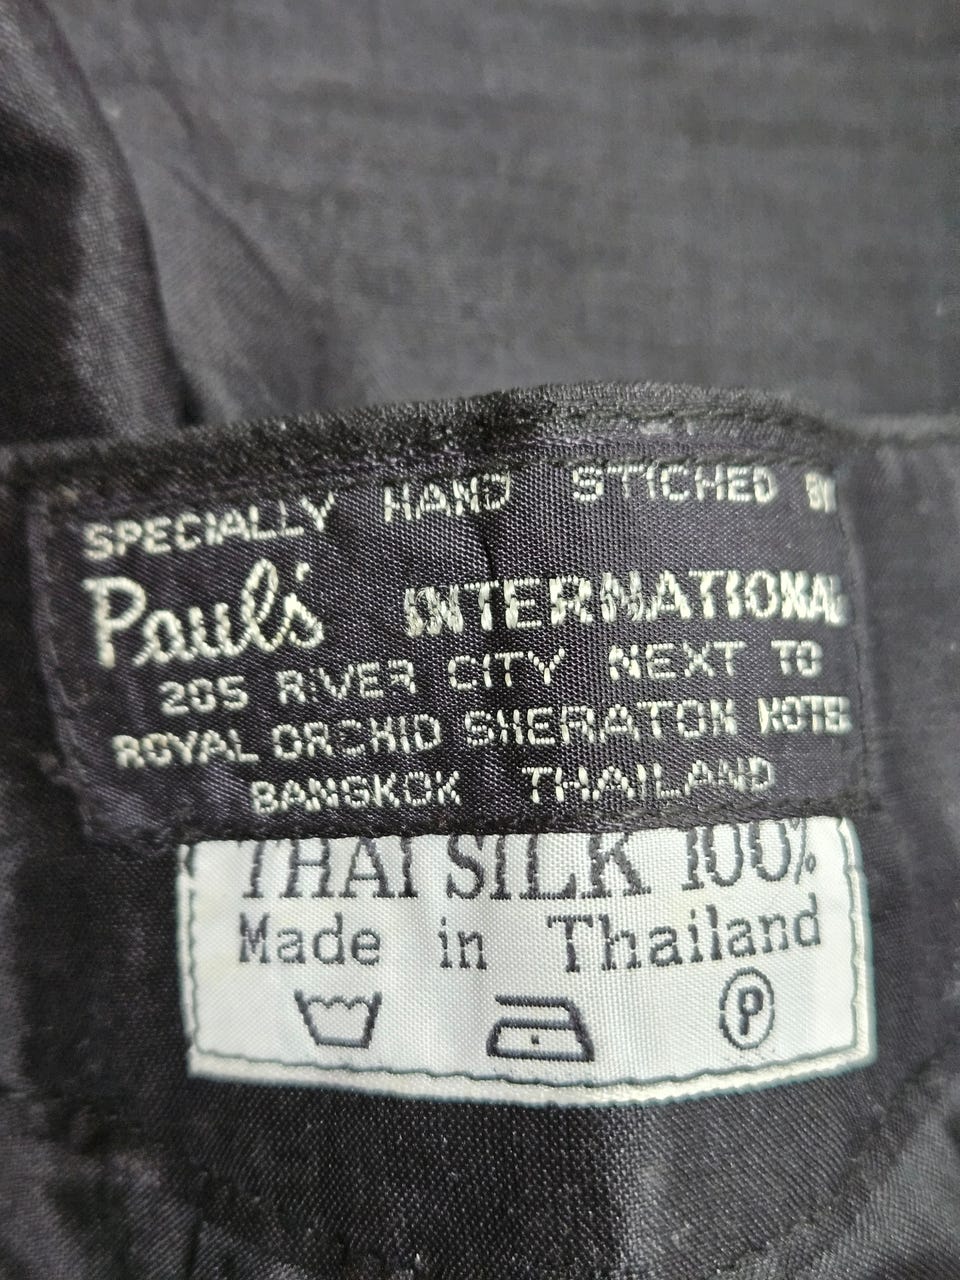 SPECIALLY HAND STICHED BY
Paul's INTERNATIONAL
205 RIVER CITY NEXT TO
ROYAL ORCHID SHERATON HOTEL
BANGKOK THAILAND
THAI SILK 100%
Made in Thailand
P